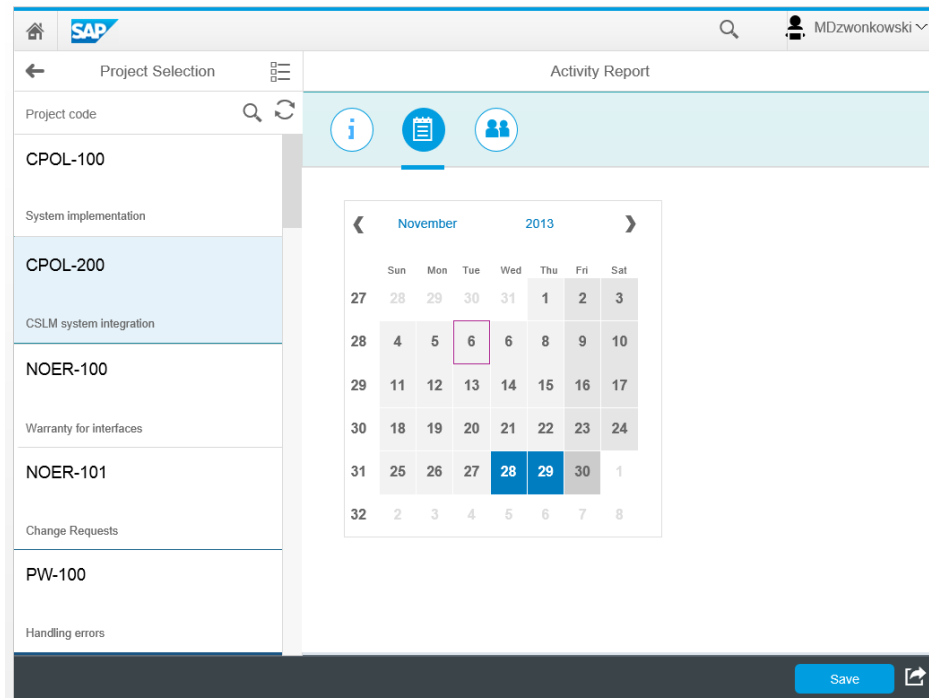 SAP
MDzwonkowski
Project Selection
Activity Report
Project code
CPOL-100
System implementation
CPOL-200
CSLM system integration
NOER-100
Warranty for interfaces
NOER-101
Change Requests
PW-100
Handling errors
November 2013
Sun Mon Tue Wed Thu Fri Sat
27 28 29 30 31 1 2 3
28 4 5 6 6 8 9 10
29 11 12 13 14 15 16 17
30 18 19 20 21 22 23 24
31 25 26 27 28 29 30 1
32 2 3 4 5 6 7 8
Save